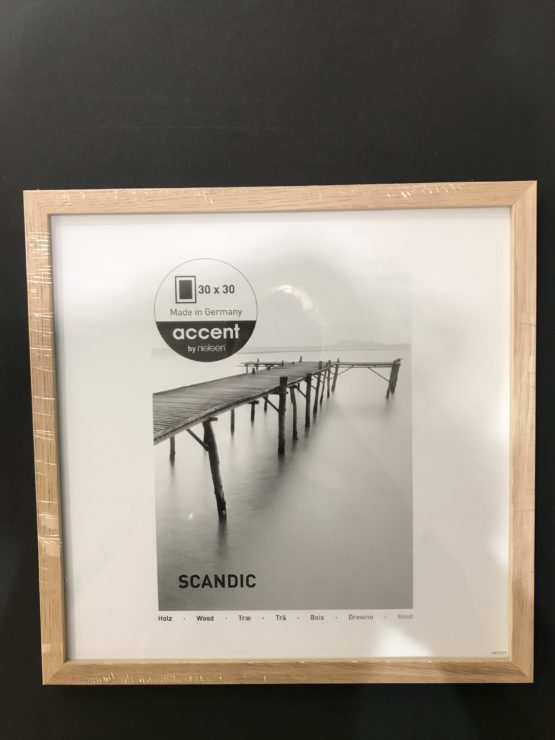 30 x 30
Made in Germany
accent
by nielsen
SCANDIC
Holz · Wood · Træ · Trä · Bois · Drewno · Hout